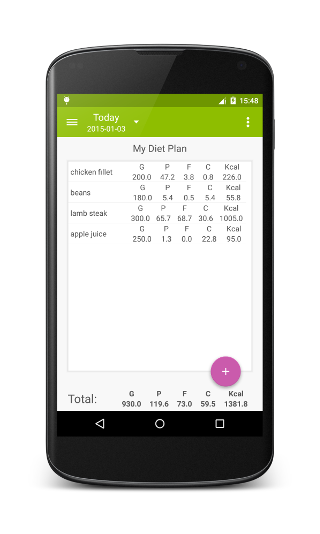 15:48
Today
2015-01-03
My Diet Plan
G P F C Kcal
chicken fillet 200.0 47.2 3.8 0.8 226.0
G P F C Kcal
beans 180.0 5.4 0.5 5.4 55.8
G P F C Kcal
lamb steak 300.0 65.7 68.7 30.6 1005.0
G P F C Kcal
apple juice 250.0 1.3 0.0 22.8 95.0
+
G P F C Kcal
Total: 930.0 119.6 73.0 59.5 1381.8